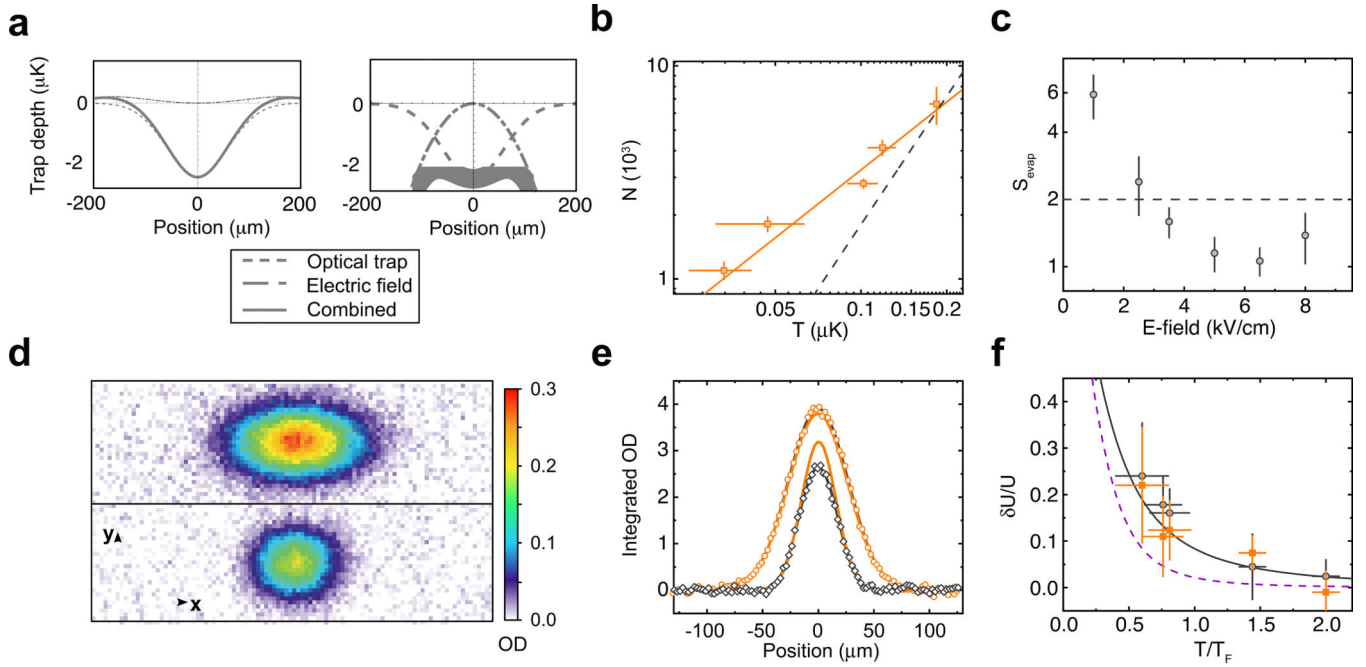 a
Trap depth (μK)
0
-2
-200
0
200
Position (μm)
0
-2
-200
0
200
Position (μm)
Optical trap
Electric field
Combined
b
N (10³)
10
1
0.05
0.1
0.15
0.2
T (μK)
c
S_evap
6
4
2
1
0
2
4
6
8
E-field (kV/cm)
d
y
x
0.3
0.2
0.1
0.0
OD
e
Integrated OD
4
3
2
1
0
-100
-50
0
50
100
Position (μm)
f
δU/U
0.4
0.3
0.2
0.1
0.0
0.0
0.5
1.0
1.5
2.0
T/T_F